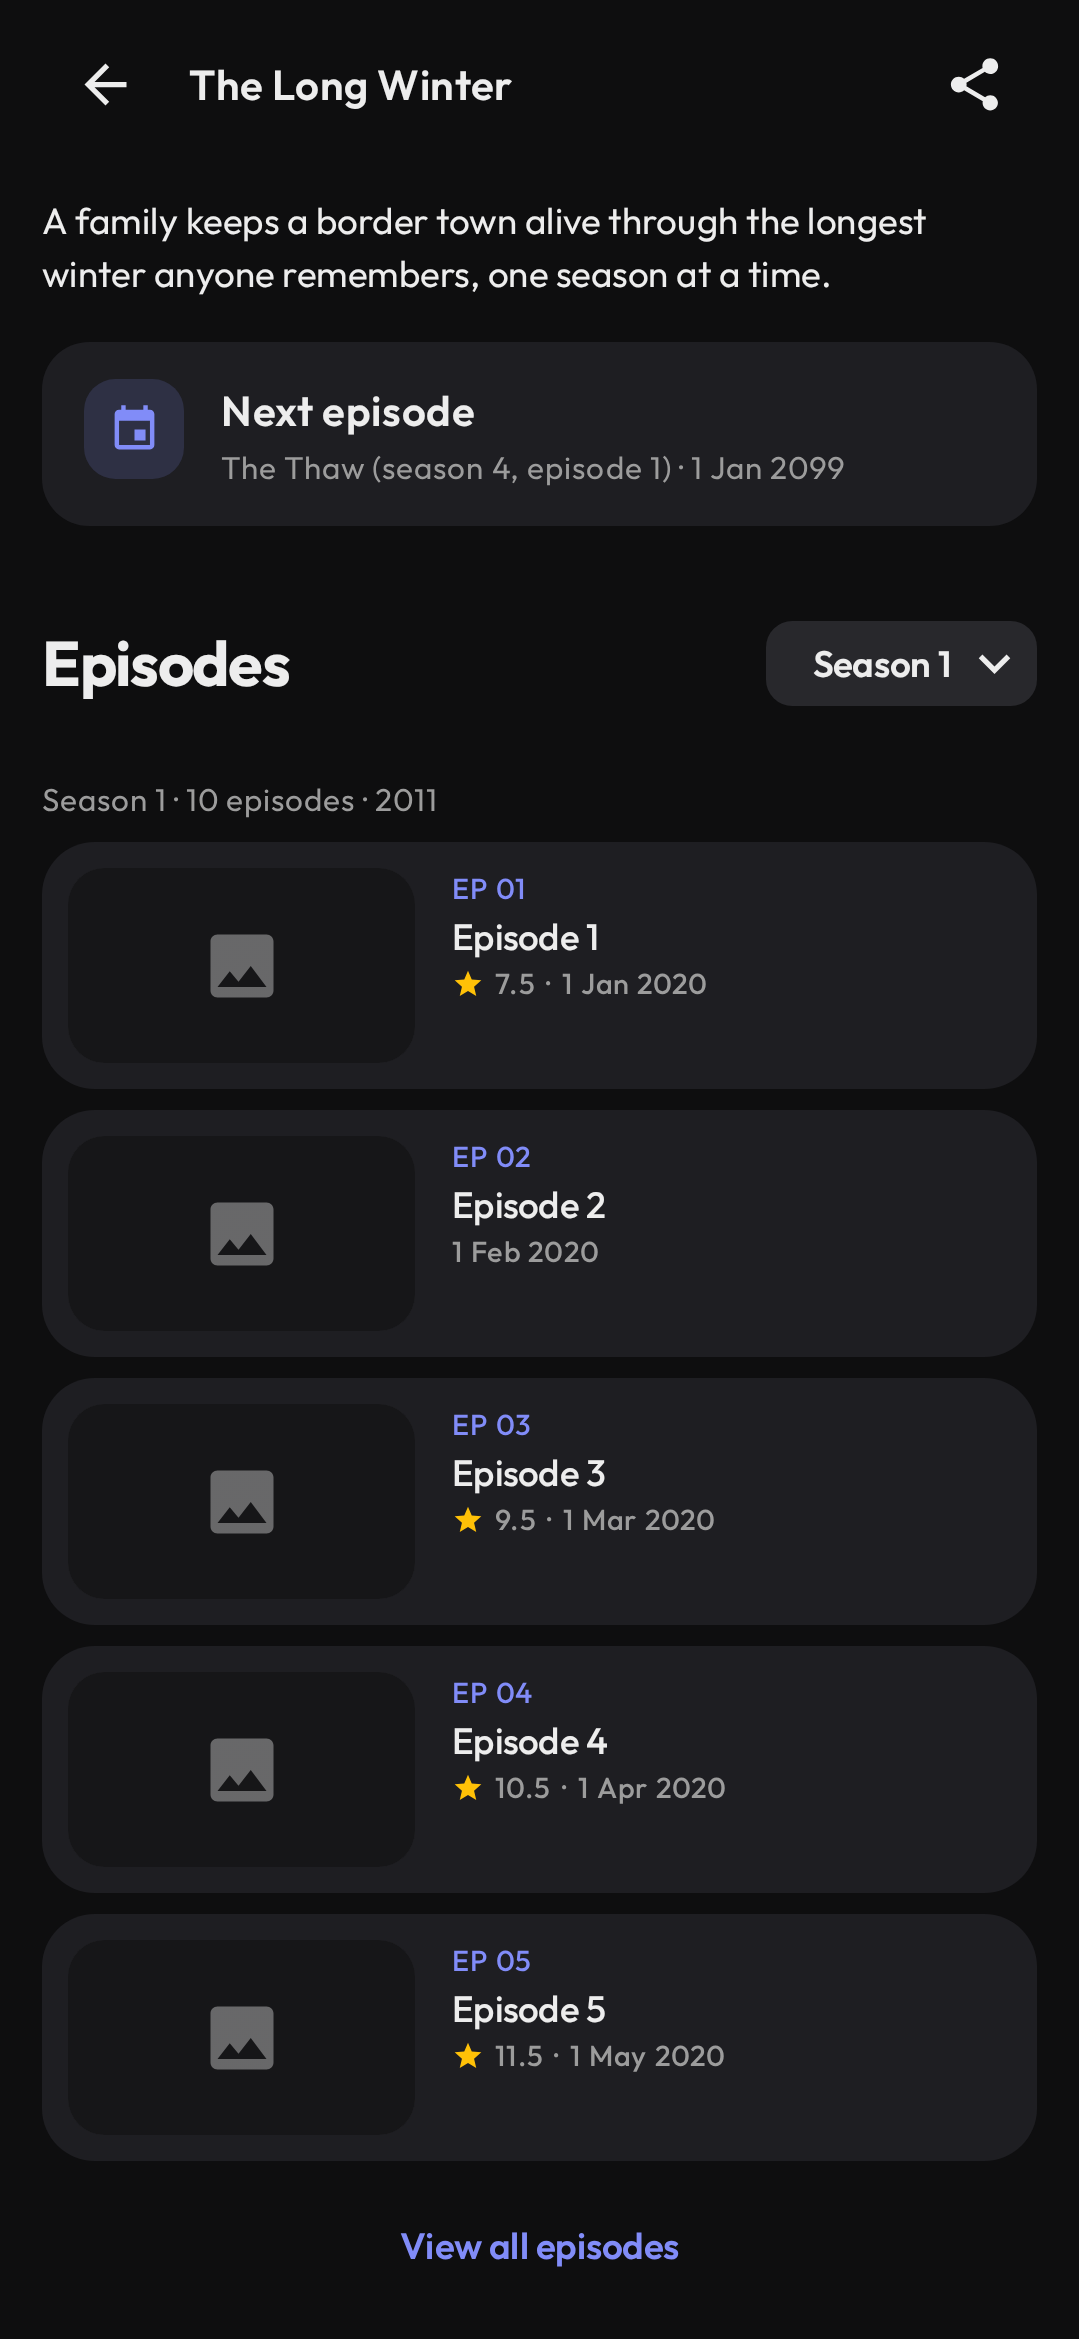 The Long Winter
A family keeps a border town alive through the longest
winter anyone remembers, one season at a time.
Next episode
The Thaw (season 4, episode 1) · 1 Jan 2099
Episodes
Season 1
Season 1 · 10 episodes · 2011
EP 01
Episode 1
7.5 · 1 Jan 2020
EP 02
Episode 2
1 Feb 2020
EP 03
Episode 3
9.5 · 1 Mar 2020
EP 04
Episode 4
10.5 · 1 Apr 2020
EP 05
Episode 5
11.5 · 1 May 2020
View all episodes